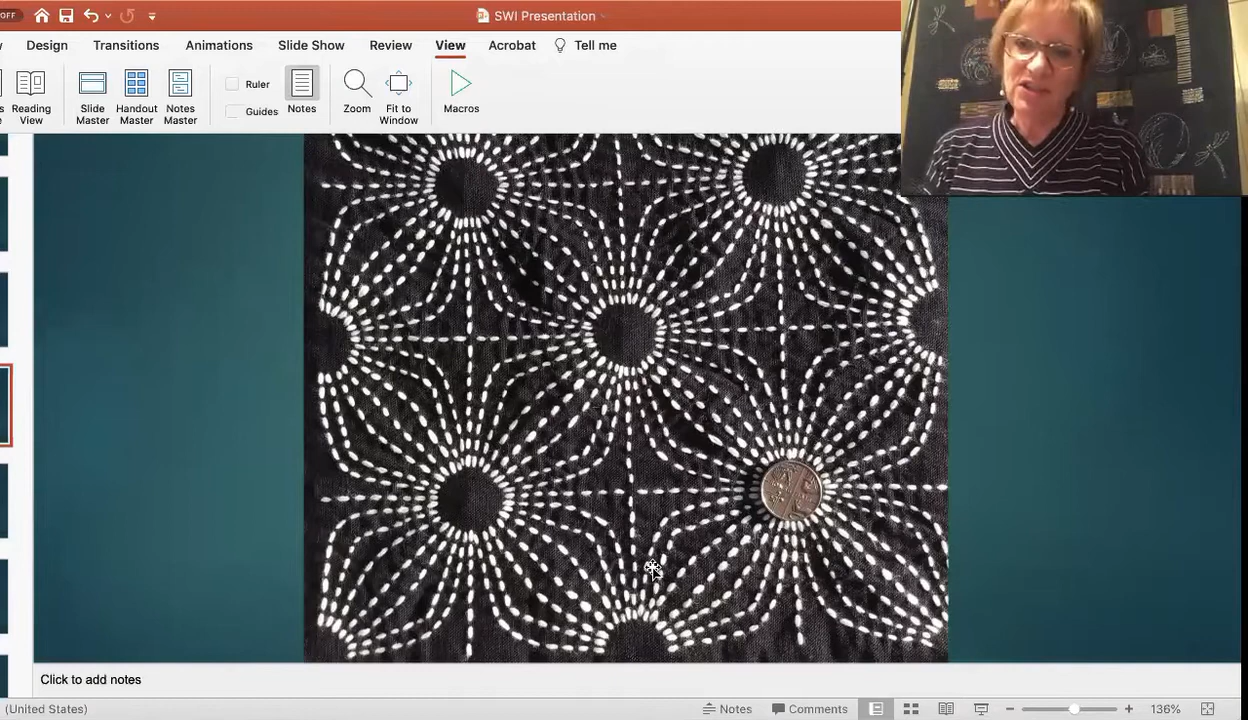 OFF
SWI Presentation
Design Transitions Animations Slide Show Review View Acrobat Tell me
Reading View
Slide Master
Handout Master
Notes Master
Ruler
Guides
Notes
Zoom
Fit to Window
Macros
Click to add notes
(United States)
Notes Comments 136%